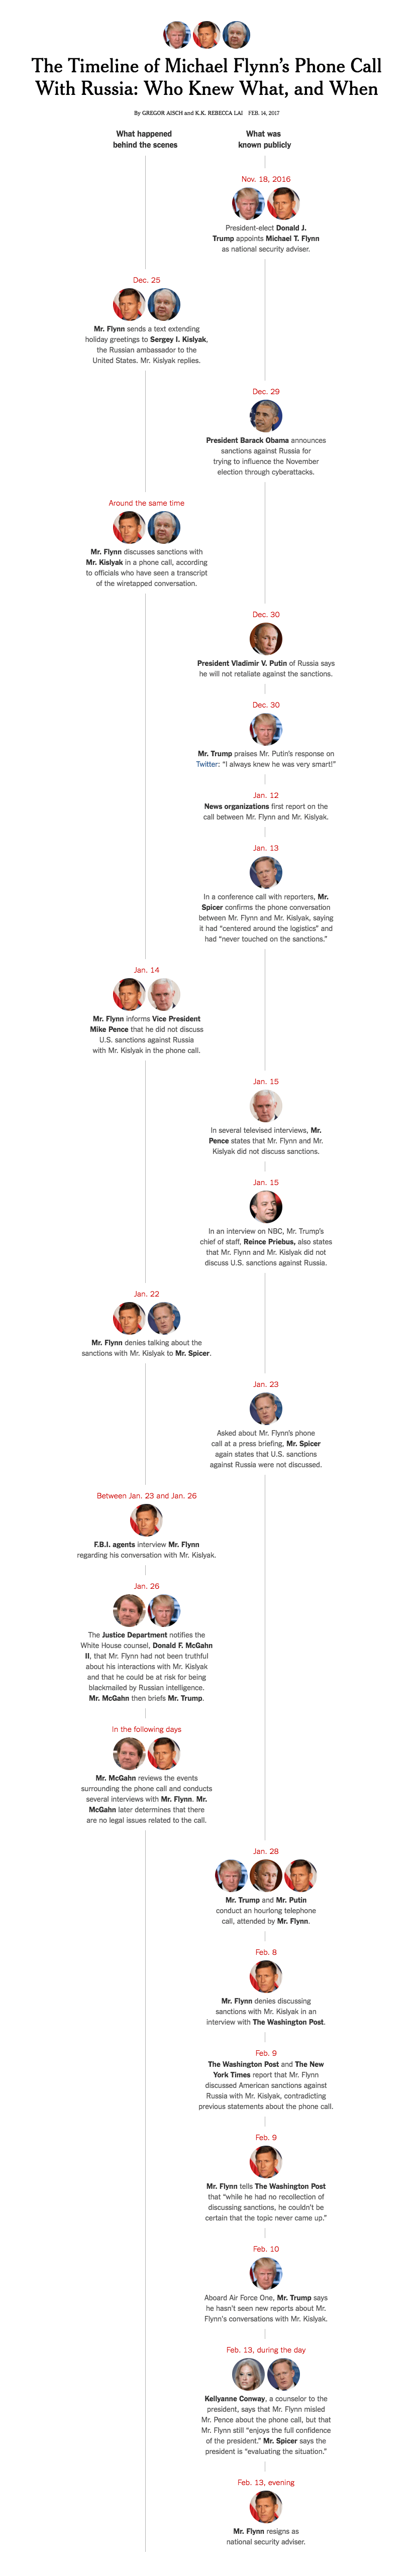 The Timeline of Michael Flynn’s Phone Call
With Russia: Who Knew What, and When
By GREGOR AISCH and K.K. REBECCA LAI FEB. 14, 2017
What happened
behind the scenes
What was
known publicly
Nov. 18, 2016
President-elect Donald J.
Trump appoints Michael T. Flynn
as national security adviser.
Dec. 25
Mr. Flynn sends a text extending
holiday greetings to Sergey I. Kislyak,
the Russian ambassador to the
United States. Mr. Kislyak replies.
Dec. 29
President Barack Obama announces
sanctions against Russia for
trying to influence the November
election through cyberattacks.
Around the same time
Mr. Flynn discusses sanctions with
Mr. Kislyak in a phone call, according
to officials who have seen a transcript
of the wiretapped conversation.
Dec. 30
President Vladimir V. Putin of Russia says
he will not retaliate against the sanctions.
Dec. 30
Mr. Trump praises Mr. Putin’s response on
Twitter: “I always knew he was very smart!”
Jan. 12
News organizations first report on the
call between Mr. Flynn and Mr. Kislyak.
Jan. 13
In a conference call with reporters, Mr.
Spicer confirms the phone conversation
between Mr. Flynn and Mr. Kislyak, saying
it had “centered around the logistics” and
had “never touched on the sanctions.”
Jan. 14
Mr. Flynn informs Vice President
Mike Pence that he did not discuss
U.S. sanctions against Russia
with Mr. Kislyak in the phone call.
Jan. 15
In several televised interviews, Mr.
Pence states that Mr. Flynn and Mr.
Kislyak did not discuss sanctions.
Jan. 15
In an interview on NBC, Mr. Trump’s
chief of staff, Reince Priebus, also states
that Mr. Flynn and Mr. Kislyak did not
discuss U.S. sanctions against Russia.
Jan. 22
Mr. Flynn denies talking about the
sanctions with Mr. Kislyak to Mr. Spicer.
Jan. 23
Asked about Mr. Flynn’s phone
call at a press briefing, Mr. Spicer
again states that U.S. sanctions
against Russia were not discussed.
Between Jan. 23 and Jan. 26
F.B.I. agents interview Mr. Flynn
regarding his conversation with Mr. Kislyak.
Jan. 26
The Justice Department notifies the
White House counsel, Donald F. McGahn
II, that Mr. Flynn had not been truthful
about his interactions with Mr. Kislyak
and that he could be at risk for being
blackmailed by Russian intelligence.
Mr. McGahn then briefs Mr. Trump.
In the following days
Mr. McGahn reviews the events
surrounding the phone call and conducts
several interviews with Mr. Flynn. Mr.
McGahn later determines that there
are no legal issues related to the call.
Jan. 28
Mr. Trump and Mr. Putin
conduct an hourlong telephone
call, attended by Mr. Flynn.
Feb. 8
Mr. Flynn denies discussing
sanctions with Mr. Kislyak in an
interview with The Washington Post.
Feb. 9
The Washington Post and The New
York Times report that Mr. Flynn
discussed American sanctions against
Russia with Mr. Kislyak, contradicting
previous statements about the phone call.
Feb. 9
Mr. Flynn tells The Washington Post
that “while he had no recollection of
discussing sanctions, he couldn’t be
certain that the topic never came up.”
Feb. 10
Aboard Air Force One, Mr. Trump says
he hasn’t seen new reports about Mr.
Flynn’s conversations with Mr. Kislyak.
Feb. 13, during the day
Kellyanne Conway, a counselor to the
president, says that Mr. Flynn misled
Mr. Pence about the phone call, but that
Mr. Flynn still “enjoys the full confidence
of the president.” Mr. Spicer says the
president is “evaluating the situation.”
Feb. 13, evening
Mr. Flynn resigns as
national security adviser.